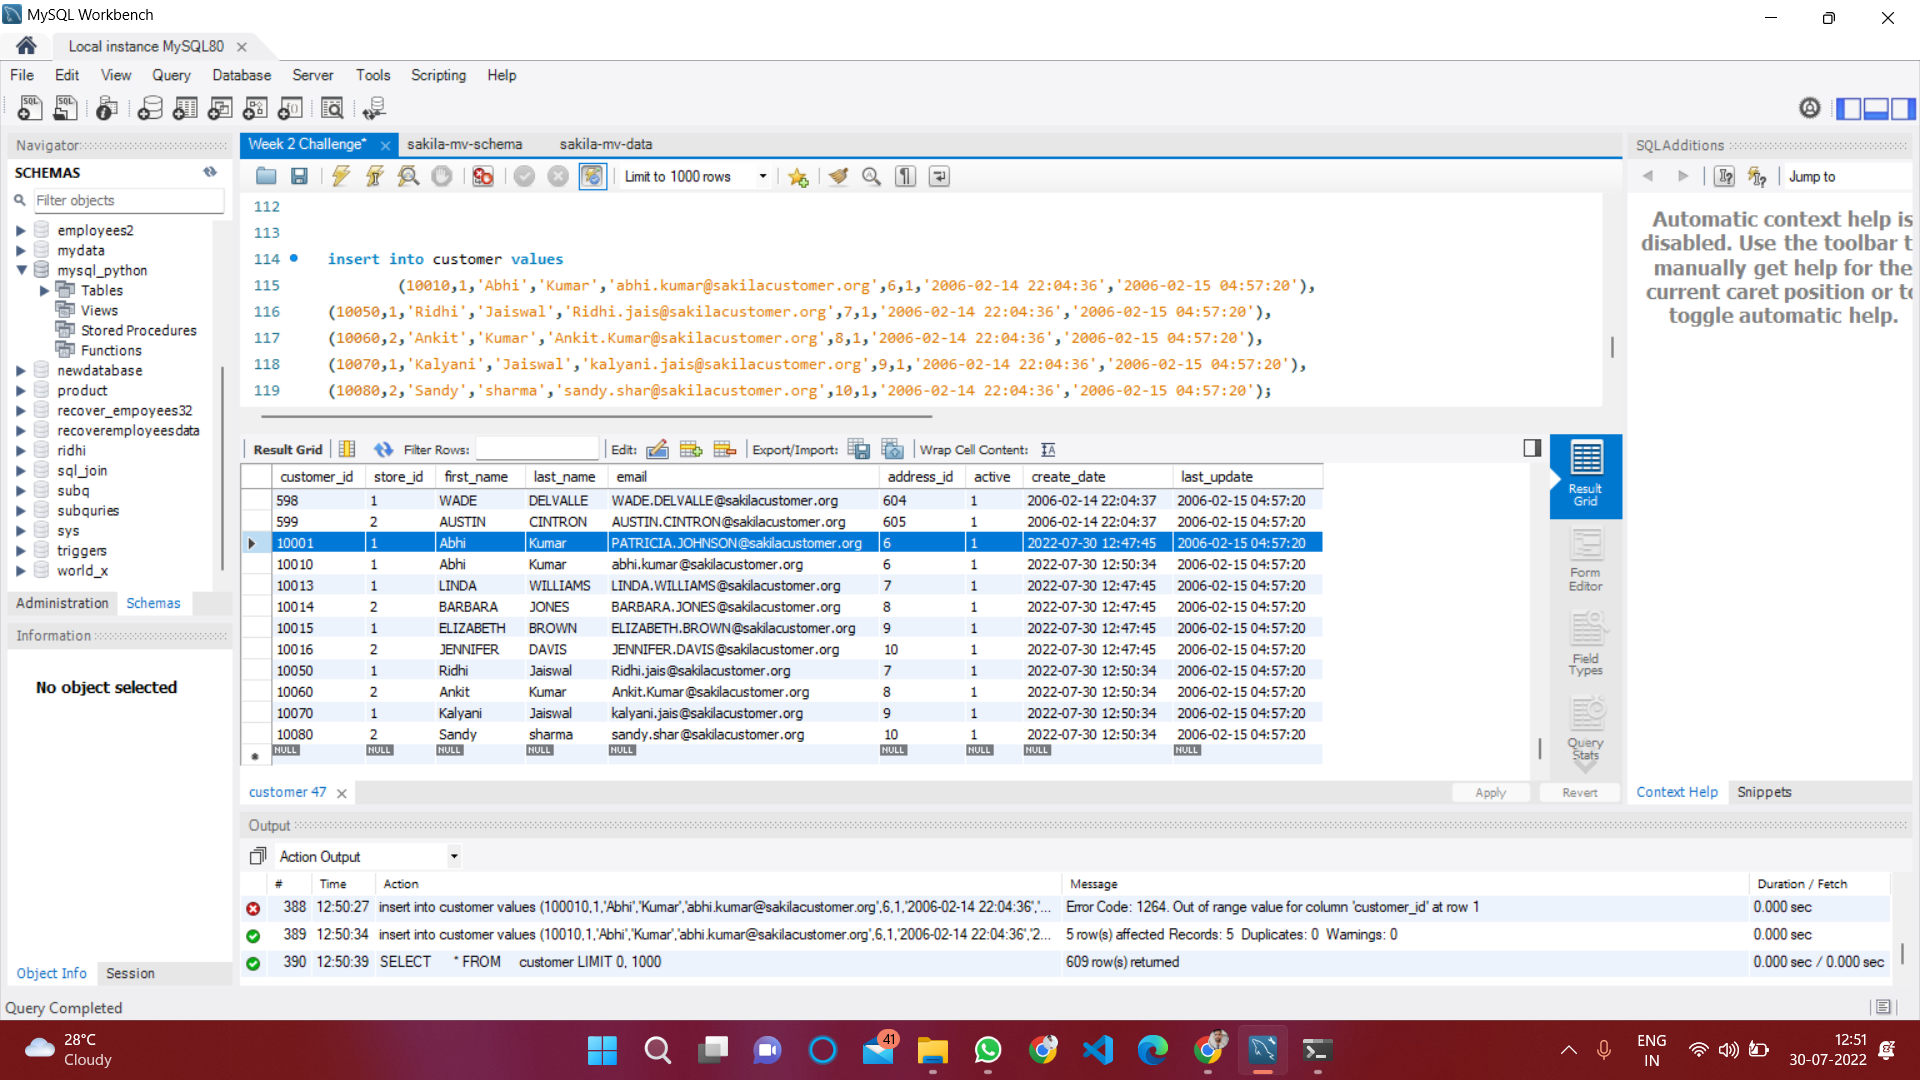 MySQL Workbench
Local instance MySQL80
File Edit View Query Database Server Tools Scripting Help
Navigator
SCHEMAS
Filter objects
employees2
mydata
mysql_python
Tables
Views
Stored Procedures
Functions
newdatabase
product
recover_empoyees32
recoveremployeesdata
ridhi
sql_join
subq
subquries
sys
triggers
world_x
Administration Schemas
Information
No object selected
Object Info Session
Week 2 Challenge* sakila-mv-schema sakila-mv-data
Limit to 1000 rows
112
113
114 insert into customer values
115 (10010,1,'Abhi','Kumar','abhi.kumar@sakilacustomer.org',6,1,'2006-02-14 22:04:36','2006-02-15 04:57:20'),
116 (10050,1,'Ridhi','Jaiswal','Ridhi.jais@sakilacustomer.org',7,1,'2006-02-14 22:04:36','2006-02-15 04:57:20'),
117 (10060,2,'Ankit','Kumar','Ankit.Kumar@sakilacustomer.org',8,1,'2006-02-14 22:04:36','2006-02-15 04:57:20'),
118 (10070,1,'Kalyani','Jaiswal','kalyani.jais@sakilacustomer.org',9,1,'2006-02-14 22:04:36','2006-02-15 04:57:20'),
119 (10080,2,'Sandy','sharma','sandy.shar@sakilacustomer.org',10,1,'2006-02-14 22:04:36','2006-02-15 04:57:20');
Result Grid Filter Rows: Edit: Export/Import: Wrap Cell Content:
customer_id store_id first_name last_name email address_id active create_date last_update
598 1 WADE DELVALLE WADE.DELVALLE@sakilacustomer.org 604 1 2006-02-14 22:04:37 2006-02-15 04:57:20
599 2 AUSTIN CINTRON AUSTIN.CINTRON@sakilacustomer.org 605 1 2006-02-14 22:04:37 2006-02-15 04:57:20
10001 1 Abhi Kumar PATRICIA.JOHNSON@sakilacustomer.org 6 1 2022-07-30 12:47:45 2006-02-15 04:57:20
10010 1 Abhi Kumar abhi.kumar@sakilacustomer.org 6 1 2022-07-30 12:50:34 2006-02-15 04:57:20
10013 1 LINDA WILLIAMS LINDA.WILLIAMS@sakilacustomer.org 7 1 2022-07-30 12:47:45 2006-02-15 04:57:20
10014 2 BARBARA JONES BARBARA.JONES@sakilacustomer.org 8 1 2022-07-30 12:47:45 2006-02-15 04:57:20
10015 1 ELIZABETH BROWN ELIZABETH.BROWN@sakilacustomer.org 9 1 2022-07-30 12:47:45 2006-02-15 04:57:20
10016 2 JENNIFER DAVIS JENNIFER.DAVIS@sakilacustomer.org 10 1 2022-07-30 12:47:45 2006-02-15 04:57:20
10050 1 Ridhi Jaiswal Ridhi.jais@sakilacustomer.org 7 1 2022-07-30 12:50:34 2006-02-15 04:57:20
10060 2 Ankit Kumar Ankit.Kumar@sakilacustomer.org 8 1 2022-07-30 12:50:34 2006-02-15 04:57:20
10070 1 Kalyani Jaiswal kalyani.jais@sakilacustomer.org 9 1 2022-07-30 12:50:34 2006-02-15 04:57:20
10080 2 Sandy sharma sandy.shar@sakilacustomer.org 10 1 2022-07-30 12:50:34 2006-02-15 04:57:20
NULL NULL NULL NULL NULL NULL NULL NULL NULL
Result
Grid
Form
Editor
Field
Types
Query
Stats
customer 47
Apply Revert
SQLAdditions
Jump to
Automatic context help is
disabled. Use the toolbar t
manually get help for the
current caret position or to
toggle automatic help.
Context Help Snippets
Output
Action Output
# Time Action Message Duration / Fetch
388 12:50:27 insert into customer values (100010,1,'Abhi','Kumar','abhi.kumar@sakilacustomer.org',6,1,'2006-02-14 22:04:36','... Error Code: 1264. Out of range value for column 'customer_id' at row 1 0.000 sec
389 12:50:34 insert into customer values (10010,1,'Abhi','Kumar','abhi.kumar@sakilacustomer.org',6,1,'2006-02-14 22:04:36','2... 5 row(s) affected Records: 5 Duplicates: 0 Warnings: 0 0.000 sec
390 12:50:39 SELECT * FROM customer LIMIT 0, 1000 609 row(s) returned 0.000 sec / 0.000 sec
Query Completed
28°C
Cloudy
41
ENG
IN
12:51
30-07-2022